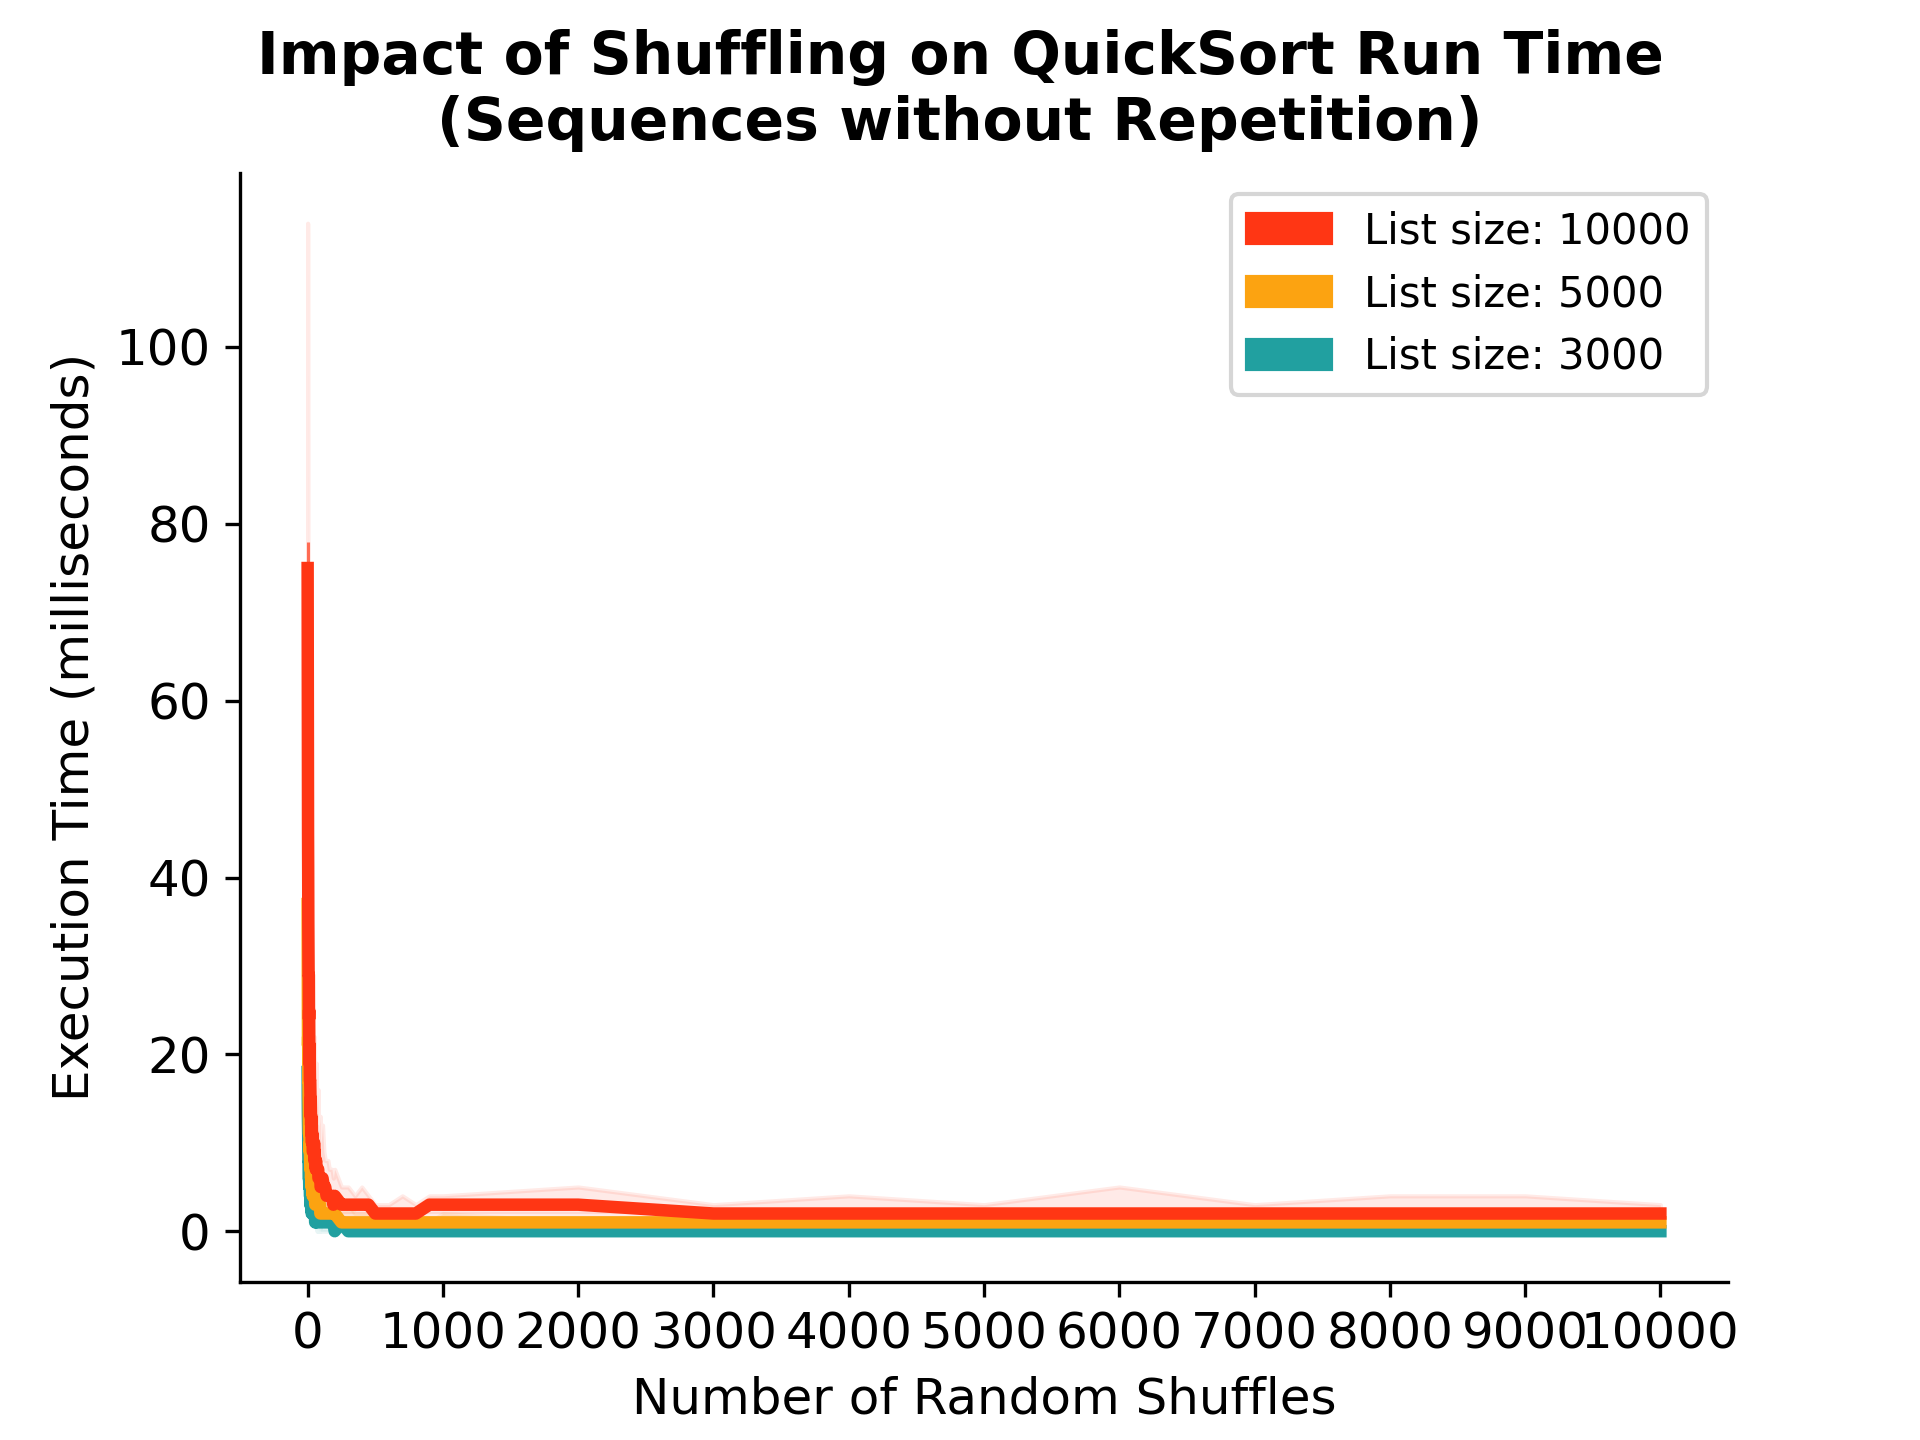 Impact of Shuffling on QuickSort Run Time
(Sequences without Repetition)
List size: 10000
List size: 5000
List size: 3000
Execution Time (milliseconds)
100
80
60
40
20
0
0 1000 2000 3000 4000 5000 6000 7000 8000 9000 10000
Number of Random Shuffles